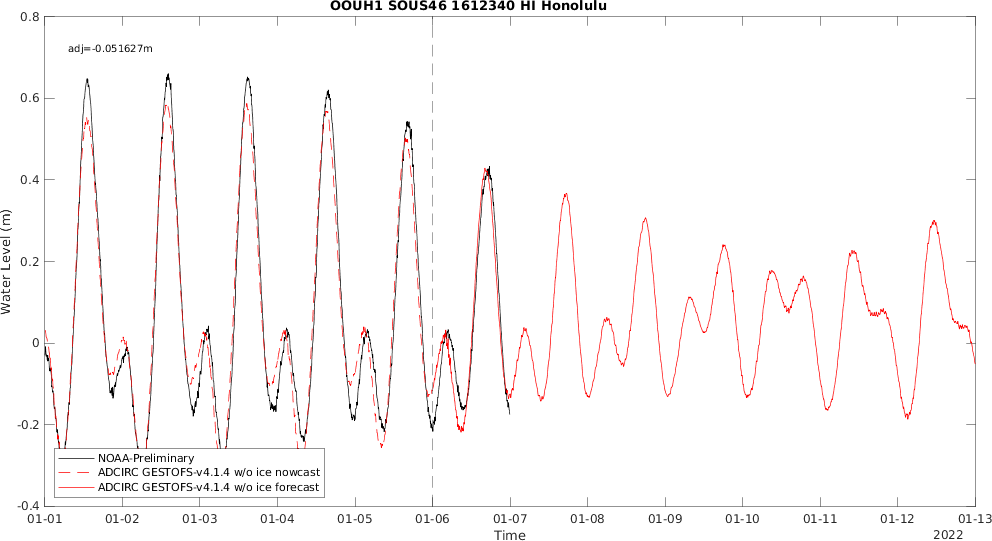 OOUH1 SOUS46 1612340 HI Honolulu
adj=-0.051627m
Water Level (m)
0.8
0.6
0.4
0.2
0
-0.2
-0.4
NOAA-Preliminary
ADCIRC GESTOFS-v4.1.4 w/o ice nowcast
ADCIRC GESTOFS-v4.1.4 w/o ice forecast
01-01 01-02 01-03 01-04 01-05 01-06 01-07 01-08 01-09 01-10 01-11 01-12 01-13
Time
2022